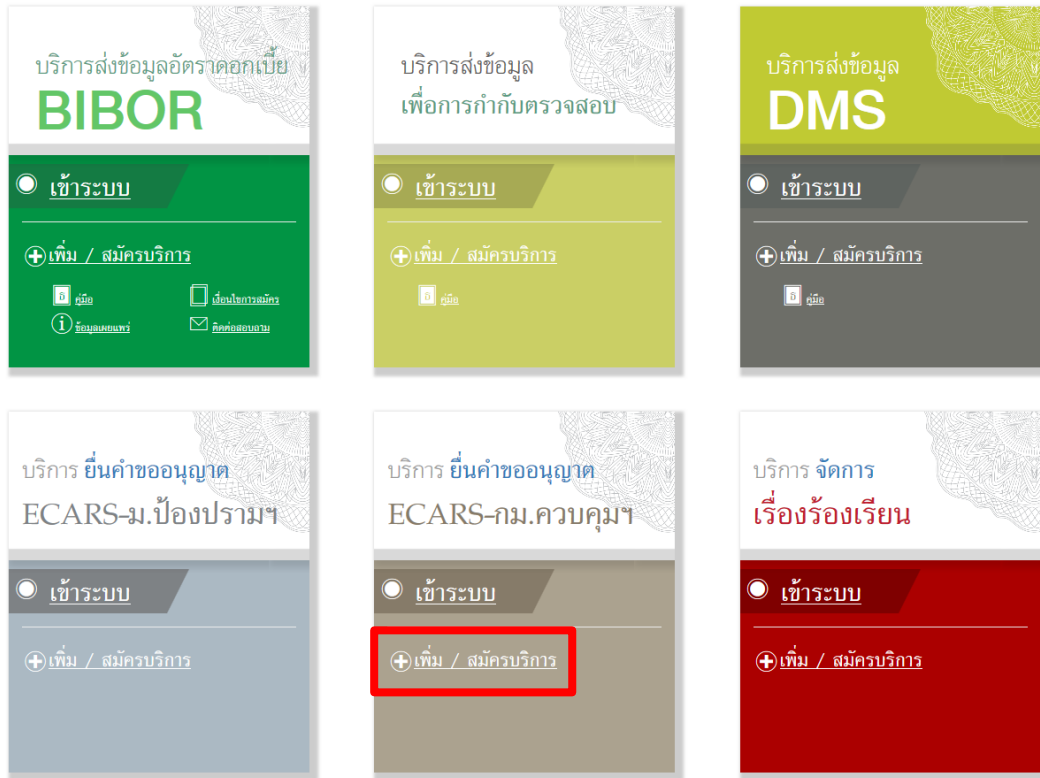 บริการส่งข้อมูลอัตราดอกเบี้ย
BIBOR
เข้าระบบ
เพิ่ม / สมัครบริการ
คู่มือ
เงื่อนไขการสมัคร
ข้อมูลเผยแพร่
ติดต่อสอบถาม
บริการส่งข้อมูล
เพื่อการกำกับตรวจสอบ
เข้าระบบ
เพิ่ม / สมัครบริการ
คู่มือ
บริการส่งข้อมูล
DMS
เข้าระบบ
เพิ่ม / สมัครบริการ
คู่มือ
บริการ ยื่นคำขออนุญาต
ECARS-ม.ป้องปรามฯ
เข้าระบบ
เพิ่ม / สมัครบริการ
บริการ ยื่นคำขออนุญาต
ECARS-กม.ควบคุมฯ
เข้าระบบ
เพิ่ม / สมัครบริการ
บริการ จัดการ
เรื่องร้องเรียน
เข้าระบบ
เพิ่ม / สมัครบริการ